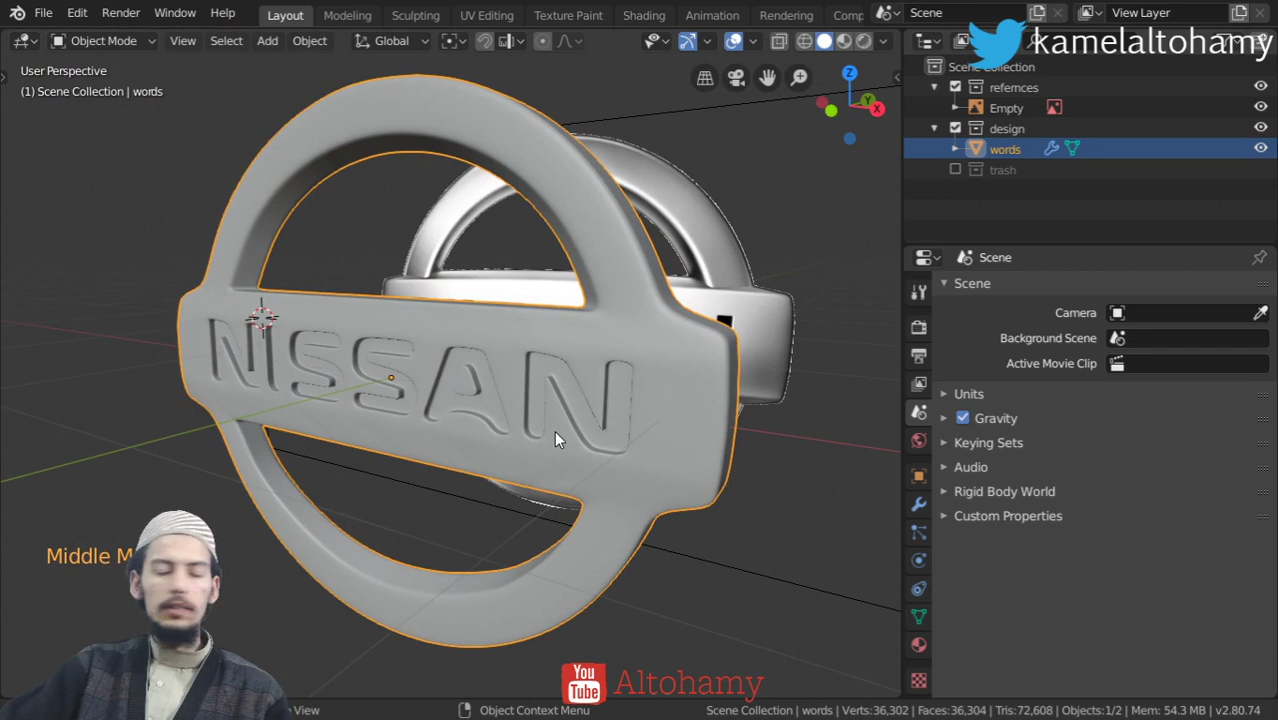 File Edit Render Window Help Layout Modeling Sculpting UV Editing Texture Paint Shading Animation Rendering Comp Scene View Layer
Object Mode View Select Add Object Global
kamelaltohamy
User Perspective
(1) Scene Collection | words
Z
Y
X
Scene Collection
refernces
Empty
design
words
trash
Scene
Scene
Camera
Background Scene
Active Movie Clip
Units
Gravity
Keying Sets
Audio
Rigid Body World
Custom Properties
NISSAN
Middle M
You Tube Altohamy
View Object Context Menu Scene Collection | words | Verts:36,302 | Faces:36,304 | Tris:72,608 | Objects:1/2 | Mem: 54.3 MB | v2.80.74